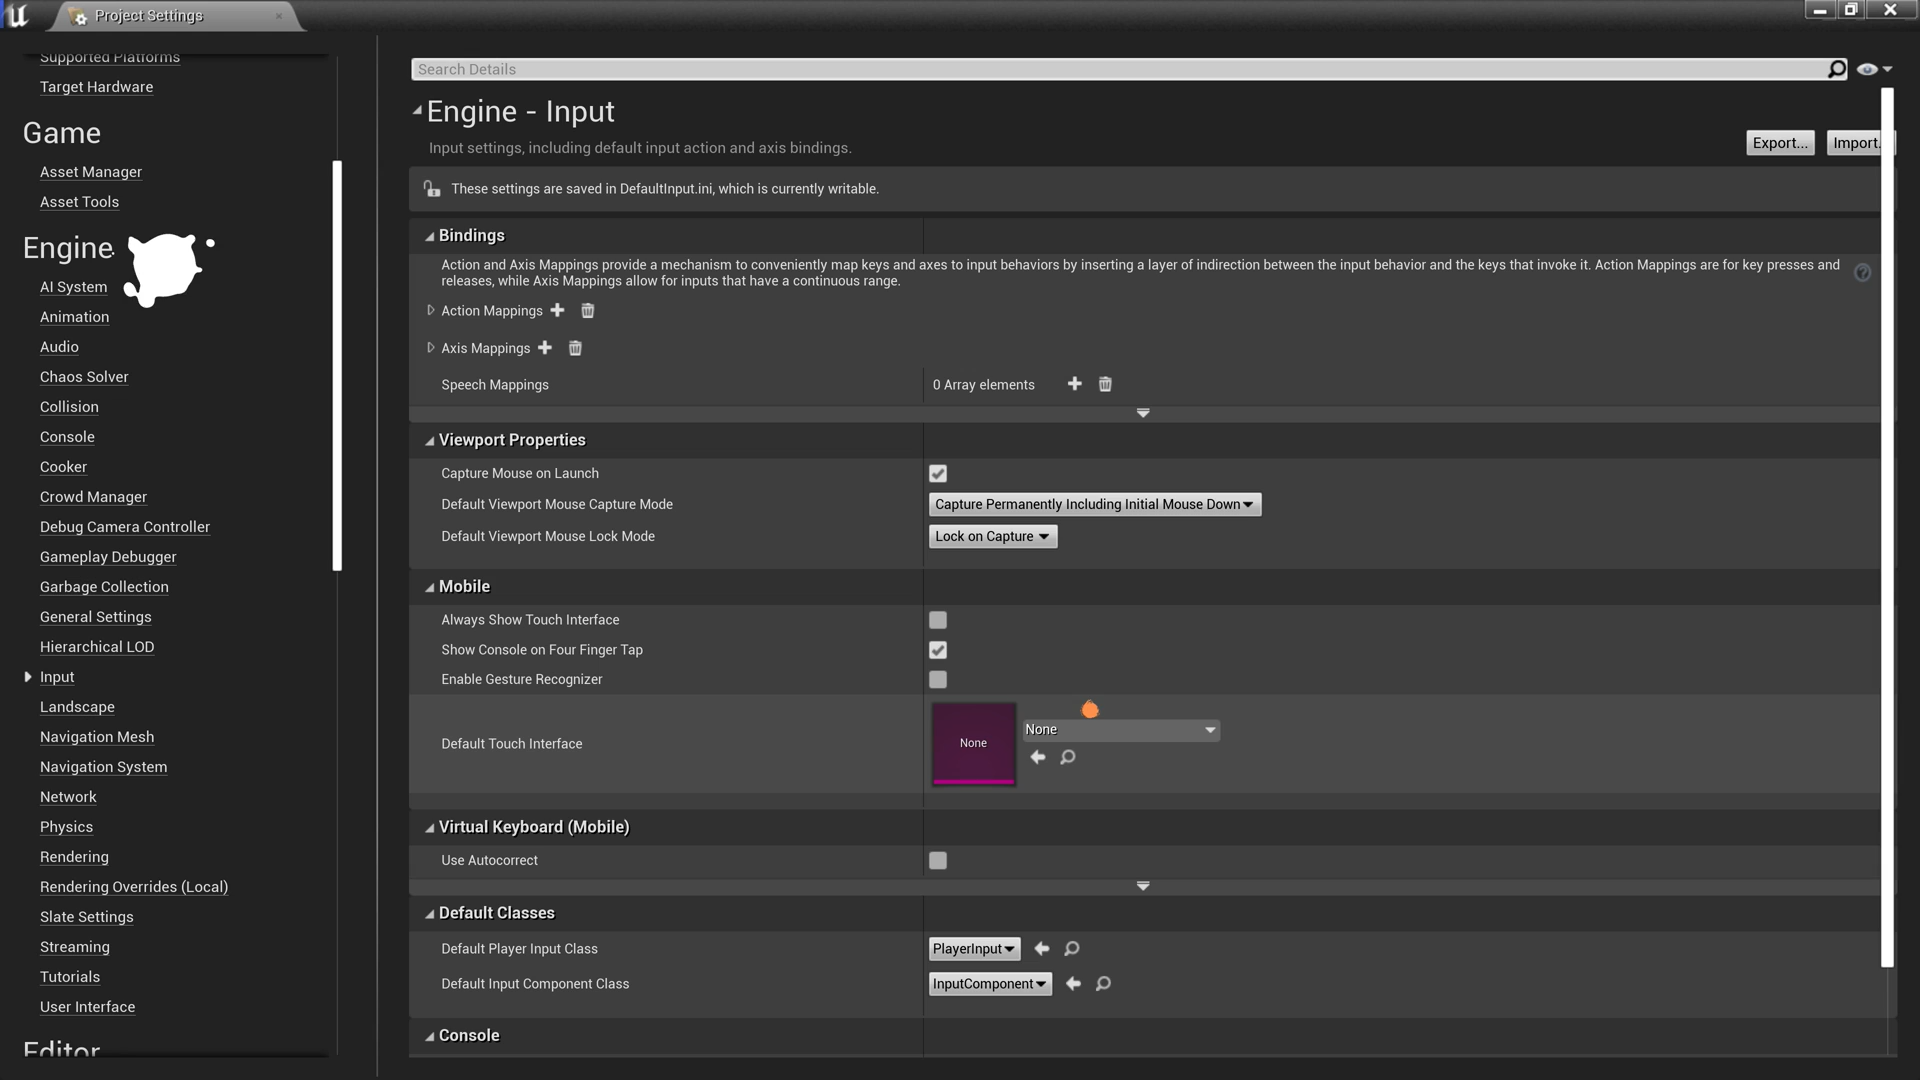 Project Settings
Supported Platforms
Target Hardware
Game
Asset Manager
Asset Tools
Engine
AI System
Animation
Audio
Chaos Solver
Collision
Console
Cooker
Crowd Manager
Debug Camera Controller
Gameplay Debugger
Garbage Collection
General Settings
Hierarchical LOD
Input
Landscape
Navigation Mesh
Navigation System
Network
Physics
Rendering
Rendering Overrides (Local)
Slate Settings
Streaming
Tutorials
User Interface
Editor
Search Details
Engine - Input
Input settings, including default input action and axis bindings.
Export...
Import.
These settings are saved in DefaultInput.ini, which is currently writable.
Bindings
Action and Axis Mappings provide a mechanism to conveniently map keys and axes to input behaviors by inserting a layer of indirection between the input behavior and the keys that invoke it. Action Mappings are for key presses and
releases, while Axis Mappings allow for inputs that have a continuous range.
Action Mappings
Axis Mappings
Speech Mappings 0 Array elements
Viewport Properties
Capture Mouse on Launch
Default Viewport Mouse Capture Mode Capture Permanently Including Initial Mouse Down
Default Viewport Mouse Lock Mode Lock on Capture
Mobile
Always Show Touch Interface
Show Console on Four Finger Tap
Enable Gesture Recognizer
Default Touch Interface None None
Virtual Keyboard (Mobile)
Use Autocorrect
Default Classes
Default Player Input Class PlayerInput
Default Input Component Class InputComponent
Console